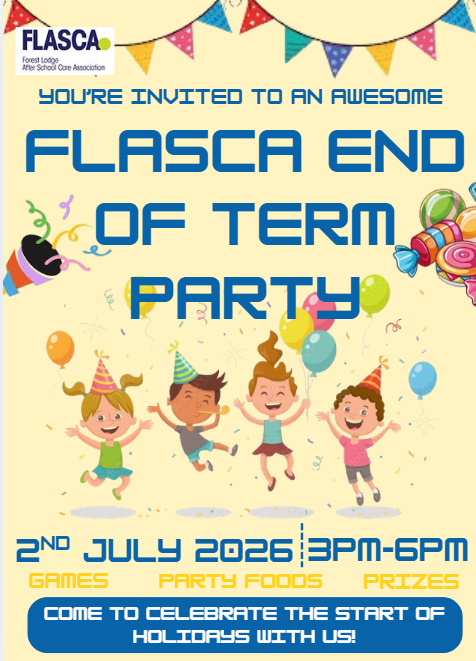 FLASCA
Forest Lodge
After School Care Association
YOU'RE INVITED TO AN AWESOME
FLASCA END
OF TERM
PARTY
2ND JULY 2026 3PM-6PM
GAMES PARTY FOODS PRIZES
COME TO CELEBRATE THE START OF
HOLIDAYS WITH US!